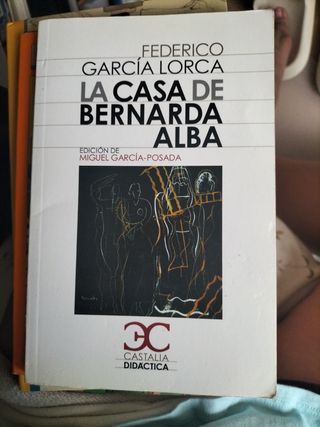 FEDERICO
GARCÍA LORCA
LA CASA DE
BERNARDA
ALBA
EDICIÓN DE
MIGUEL GARCÍA-POSADA
CASTALIA
DIDÁCTICA